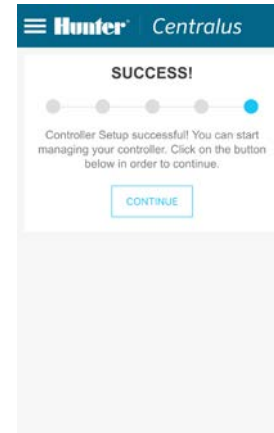 Hunter® Centralus
SUCCESS!
Controller Setup successful! You can start
managing your controller. Click on the button
below in order to continue.
CONTINUE